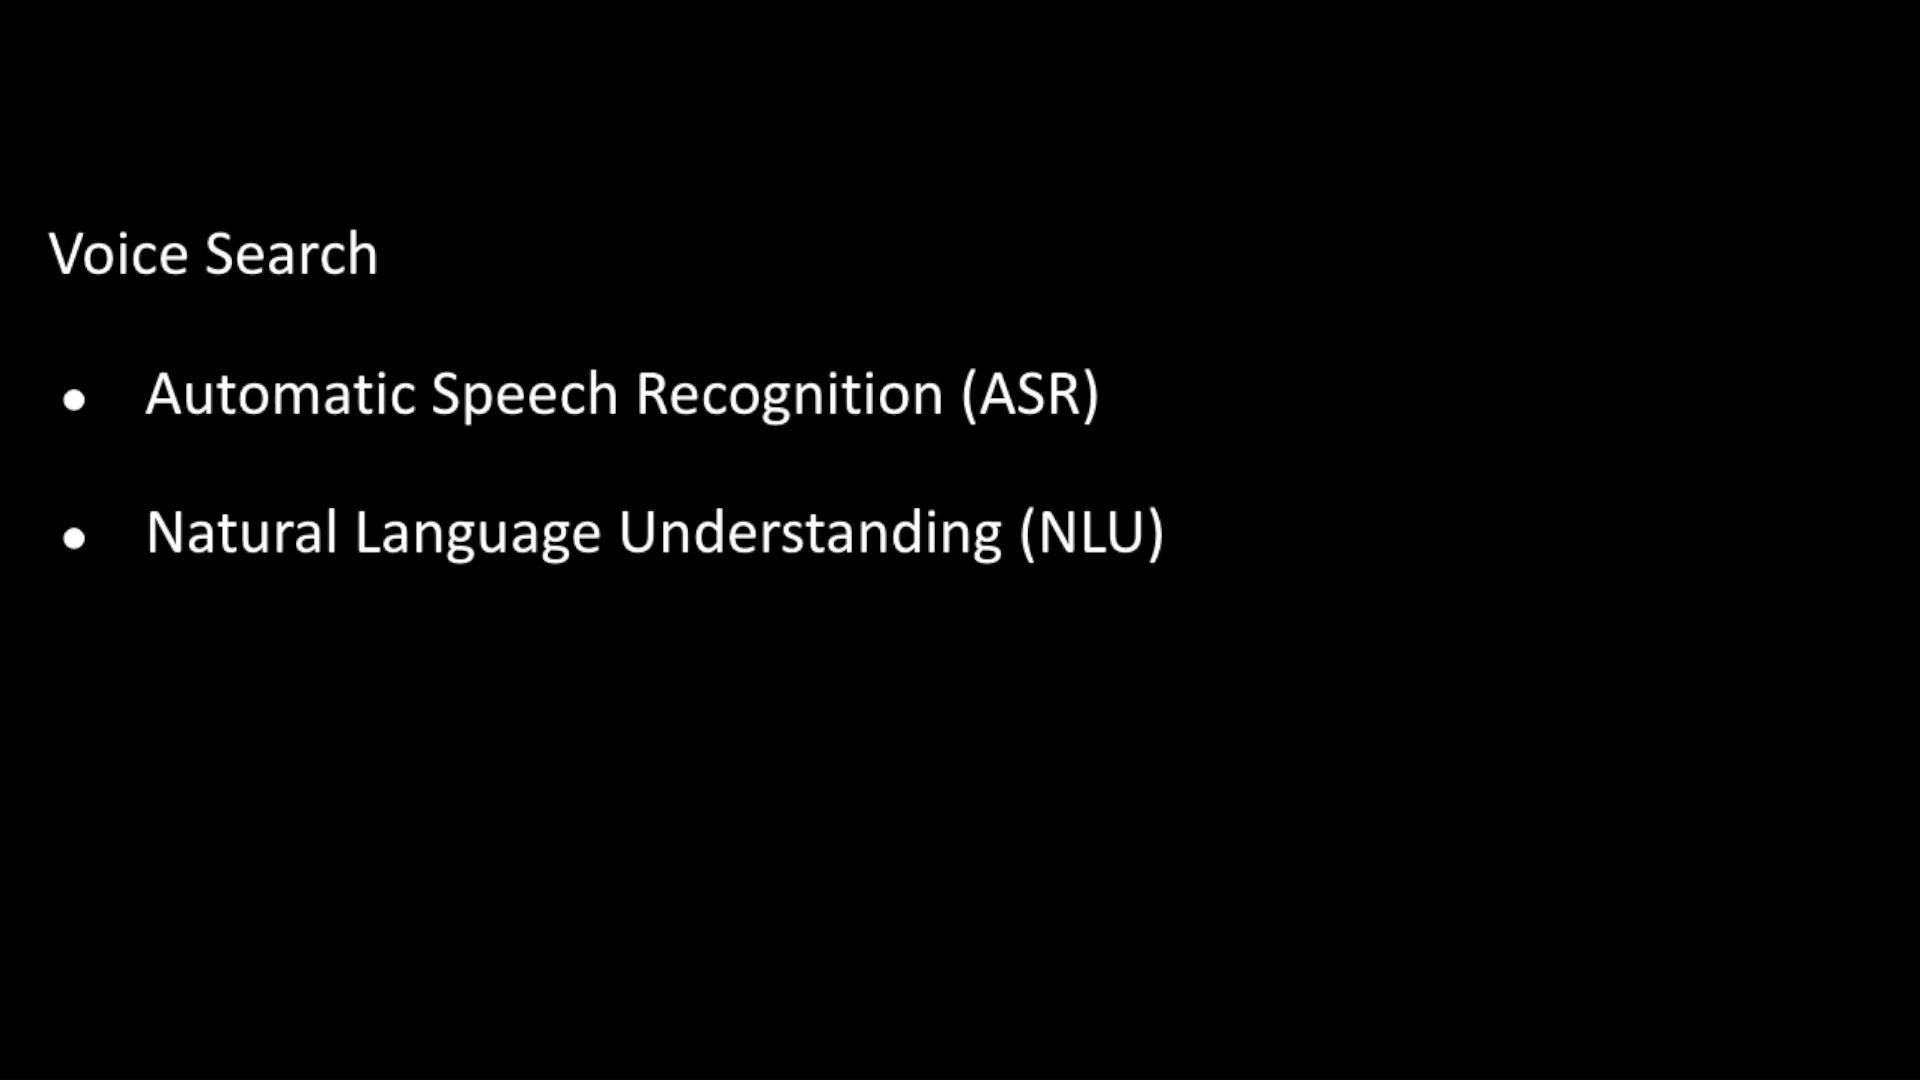 Voice Search
● Automatic Speech Recognition (ASR)
● Natural Language Understanding (NLU)